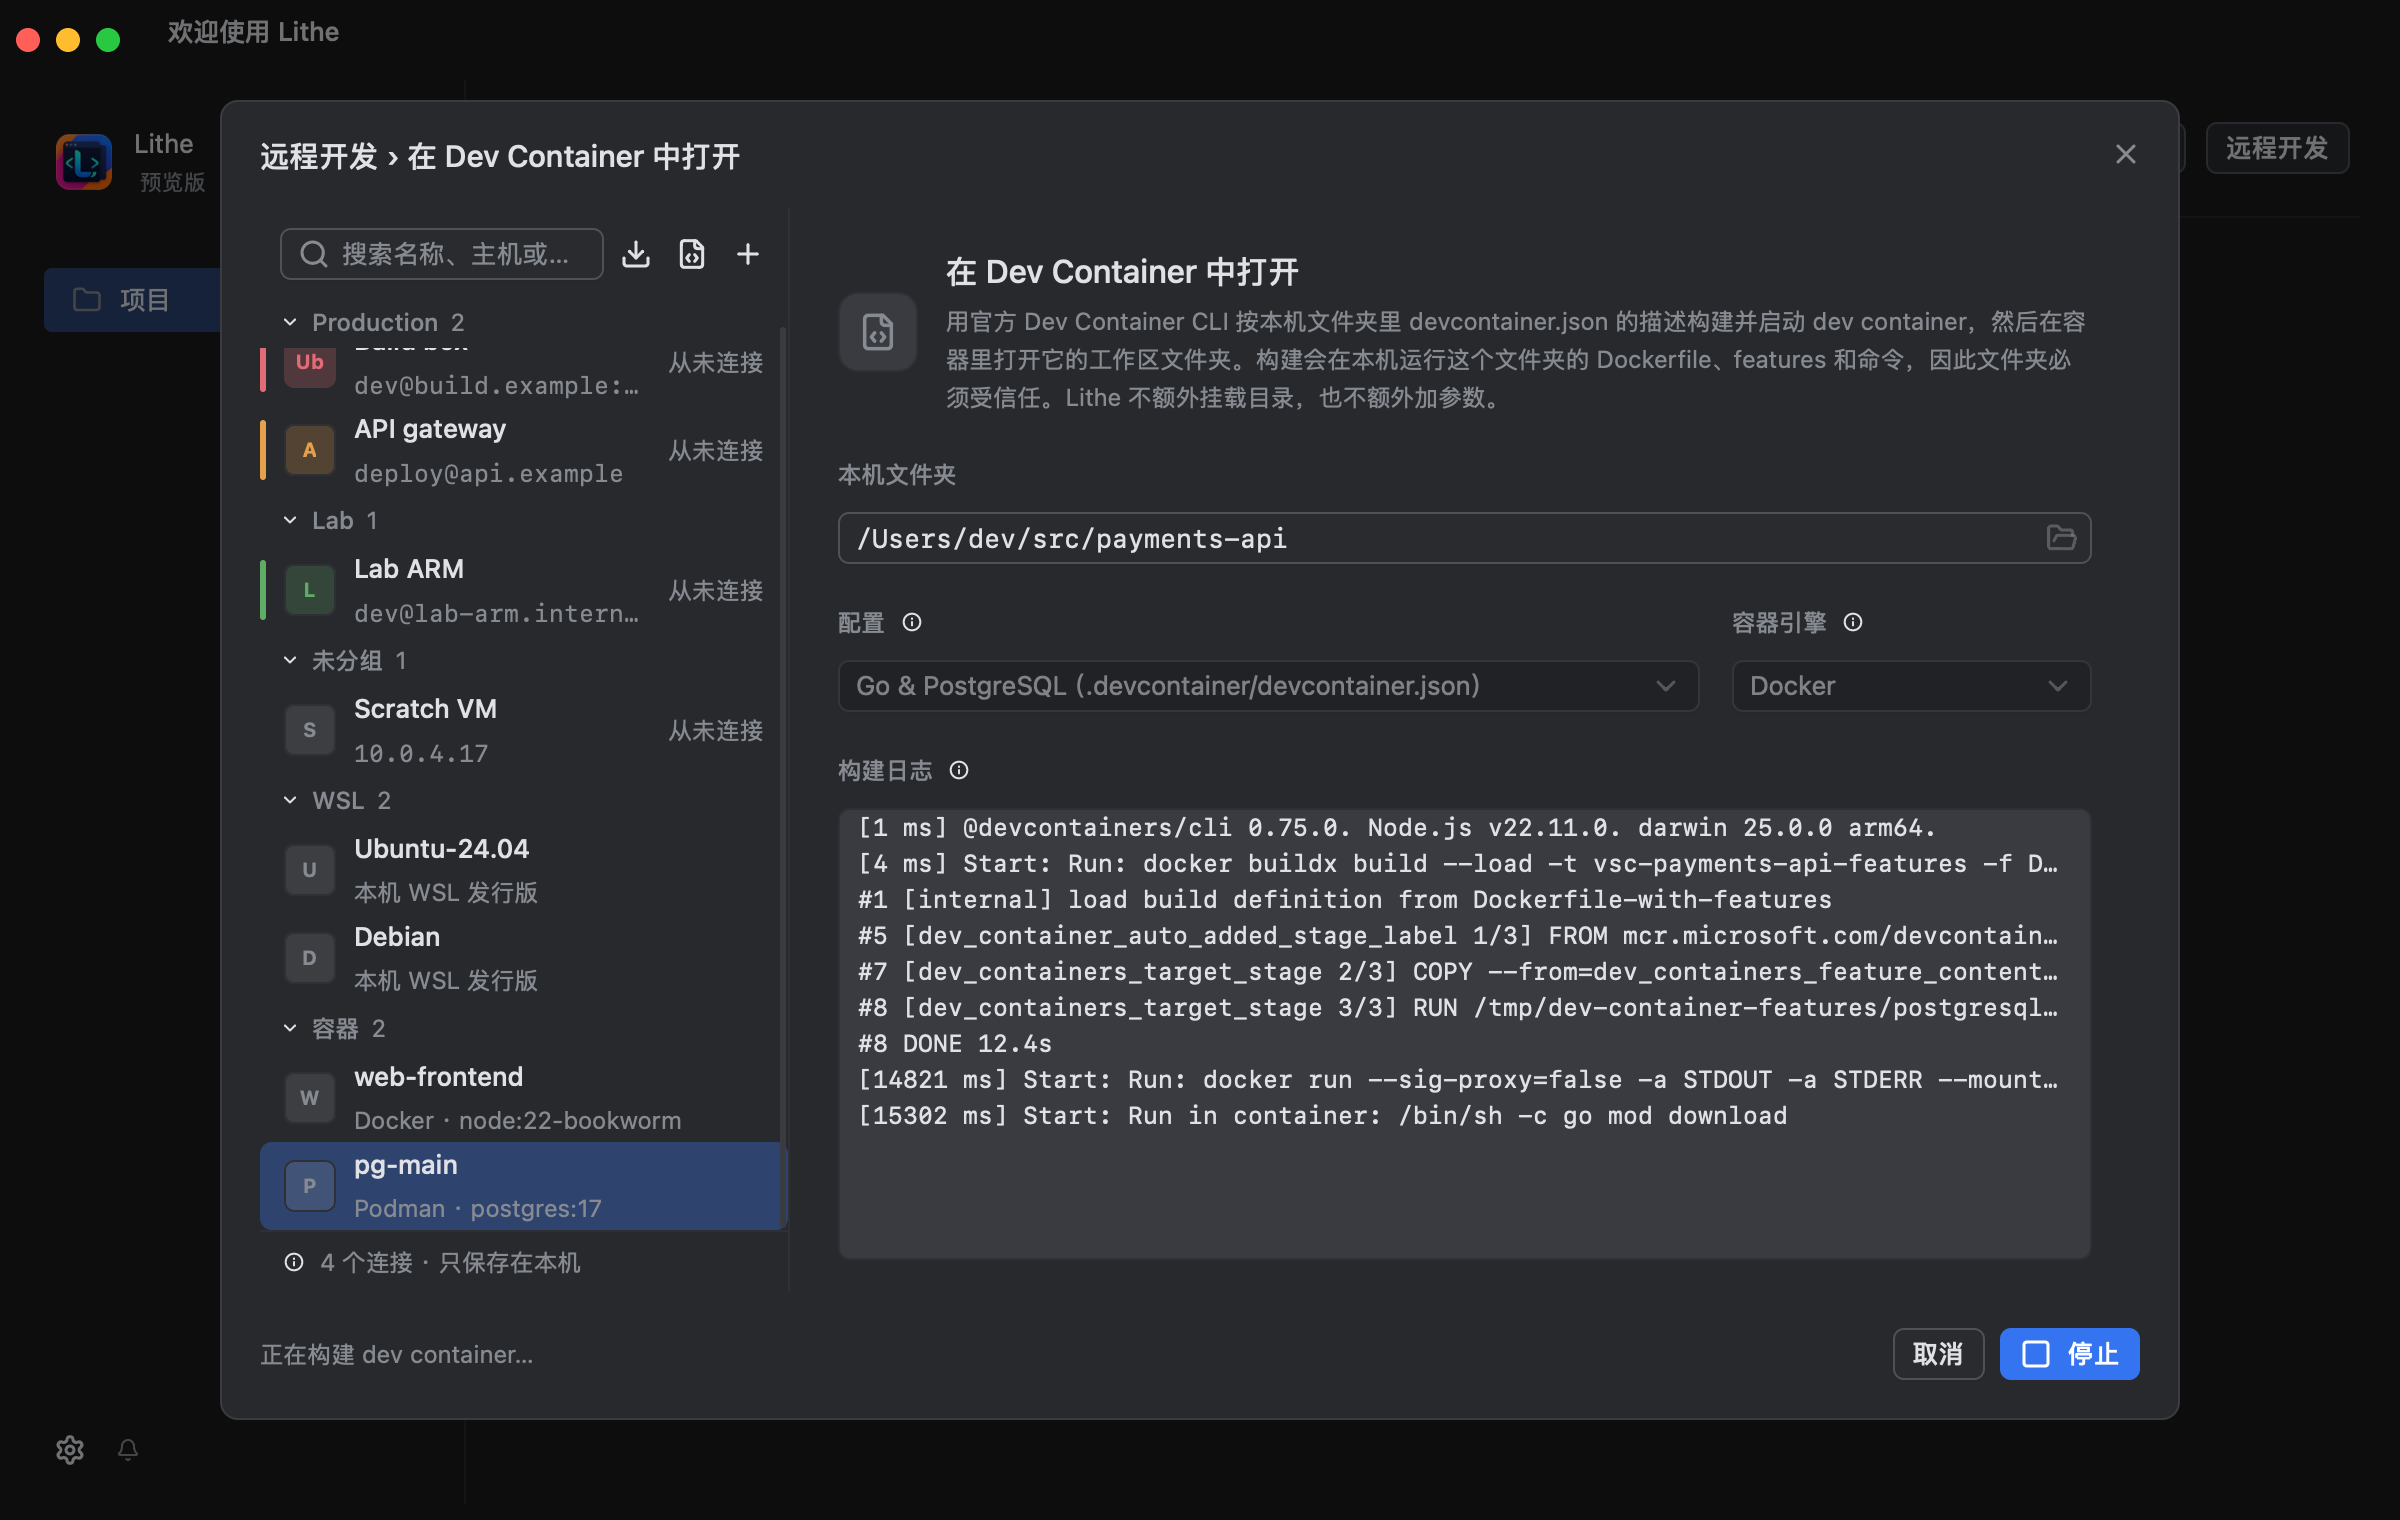 欢迎使用 Lithe
Lithe
预览版
远程开发
项目
远程开发 › 在 Dev Container 中打开
搜索名称、主机或...
Production 2
Ub
dev@build.example:…
从未连接
A
API gateway
deploy@api.example
从未连接
Lab 1
L
Lab ARM
dev@lab-arm.intern…
从未连接
未分组 1
S
Scratch VM
10.0.4.17
从未连接
WSL 2
U
Ubuntu-24.04
本机 WSL 发行版
D
Debian
本机 WSL 发行版
容器 2
W
web-frontend
Docker · node:22-bookworm
P
pg-main
Podman · postgres:17
4 个连接 · 只保存在本机
在 Dev Container 中打开
用官方 Dev Container CLI 按本机文件夹里 devcontainer.json 的描述构建并启动 dev container，然后在容
器里打开它的工作区文件夹。构建会在本机运行这个文件夹的 Dockerfile、features 和命令，因此文件夹必
须受信任。Lithe 不额外挂载目录，也不额外加参数。
本机文件夹
/Users/dev/src/payments-api
配置
容器引擎
Go & PostgreSQL (.devcontainer/devcontainer.json)
Docker
构建日志
[1 ms] @devcontainers/cli 0.75.0. Node.js v22.11.0. darwin 25.0.0 arm64.
[4 ms] Start: Run: docker buildx build --load -t vsc-payments-api-features -f D…
#1 [internal] load build definition from Dockerfile-with-features
#5 [dev_container_auto_added_stage_label 1/3] FROM mcr.microsoft.com/devcontain…
#7 [dev_containers_target_stage 2/3] COPY --from=dev_containers_feature_content…
#8 [dev_containers_target_stage 3/3] RUN /tmp/dev-container-features/postgresql…
#8 DONE 12.4s
[14821 ms] Start: Run: docker run --sig-proxy=false -a STDOUT -a STDERR --mount…
[15302 ms] Start: Run in container: /bin/sh -c go mod download
正在构建 dev container...
取消
停止